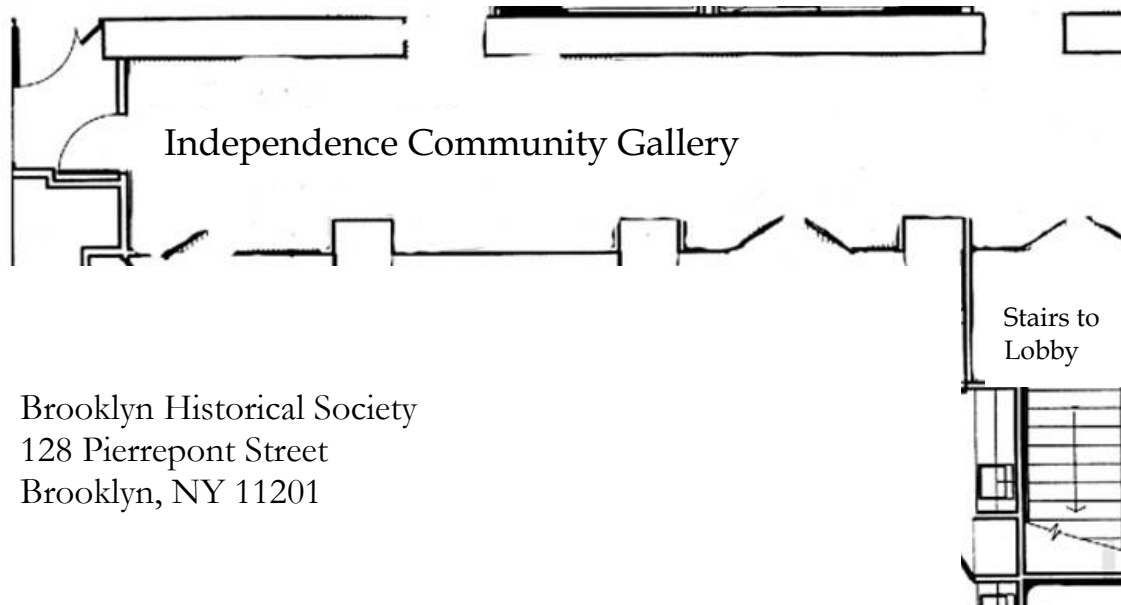 Independence Community Gallery
Stairs to
Lobby
Brooklyn Historical Society
128 Pierrepont Street
Brooklyn, NY 11201